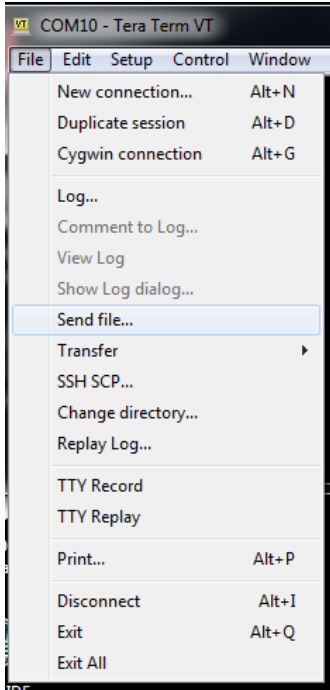 COM10 - Tera Term VT
File Edit Setup Control Window
New connection... Alt+N
Duplicate session Alt+D
Cygwin connection Alt+G
Log...
Comment to Log...
View Log
Show Log dialog...
Send file...
Transfer
SSH SCP...
Change directory...
Replay Log...
TTY Record
TTY Replay
Print... Alt+P
Disconnect Alt+I
Exit Alt+Q
Exit All